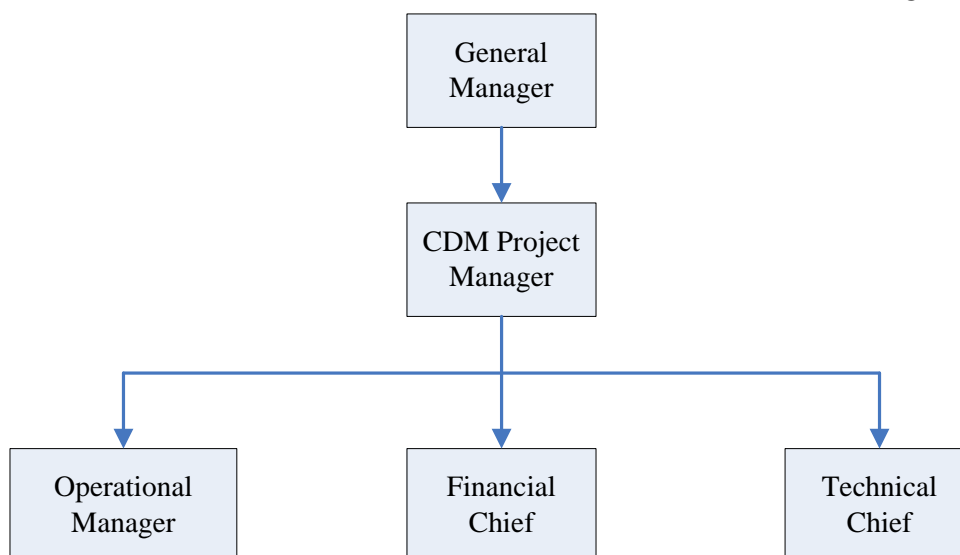 General
Manager
CDM Project
Manager
Operational
Manager
Financial
Chief
Technical
Chief